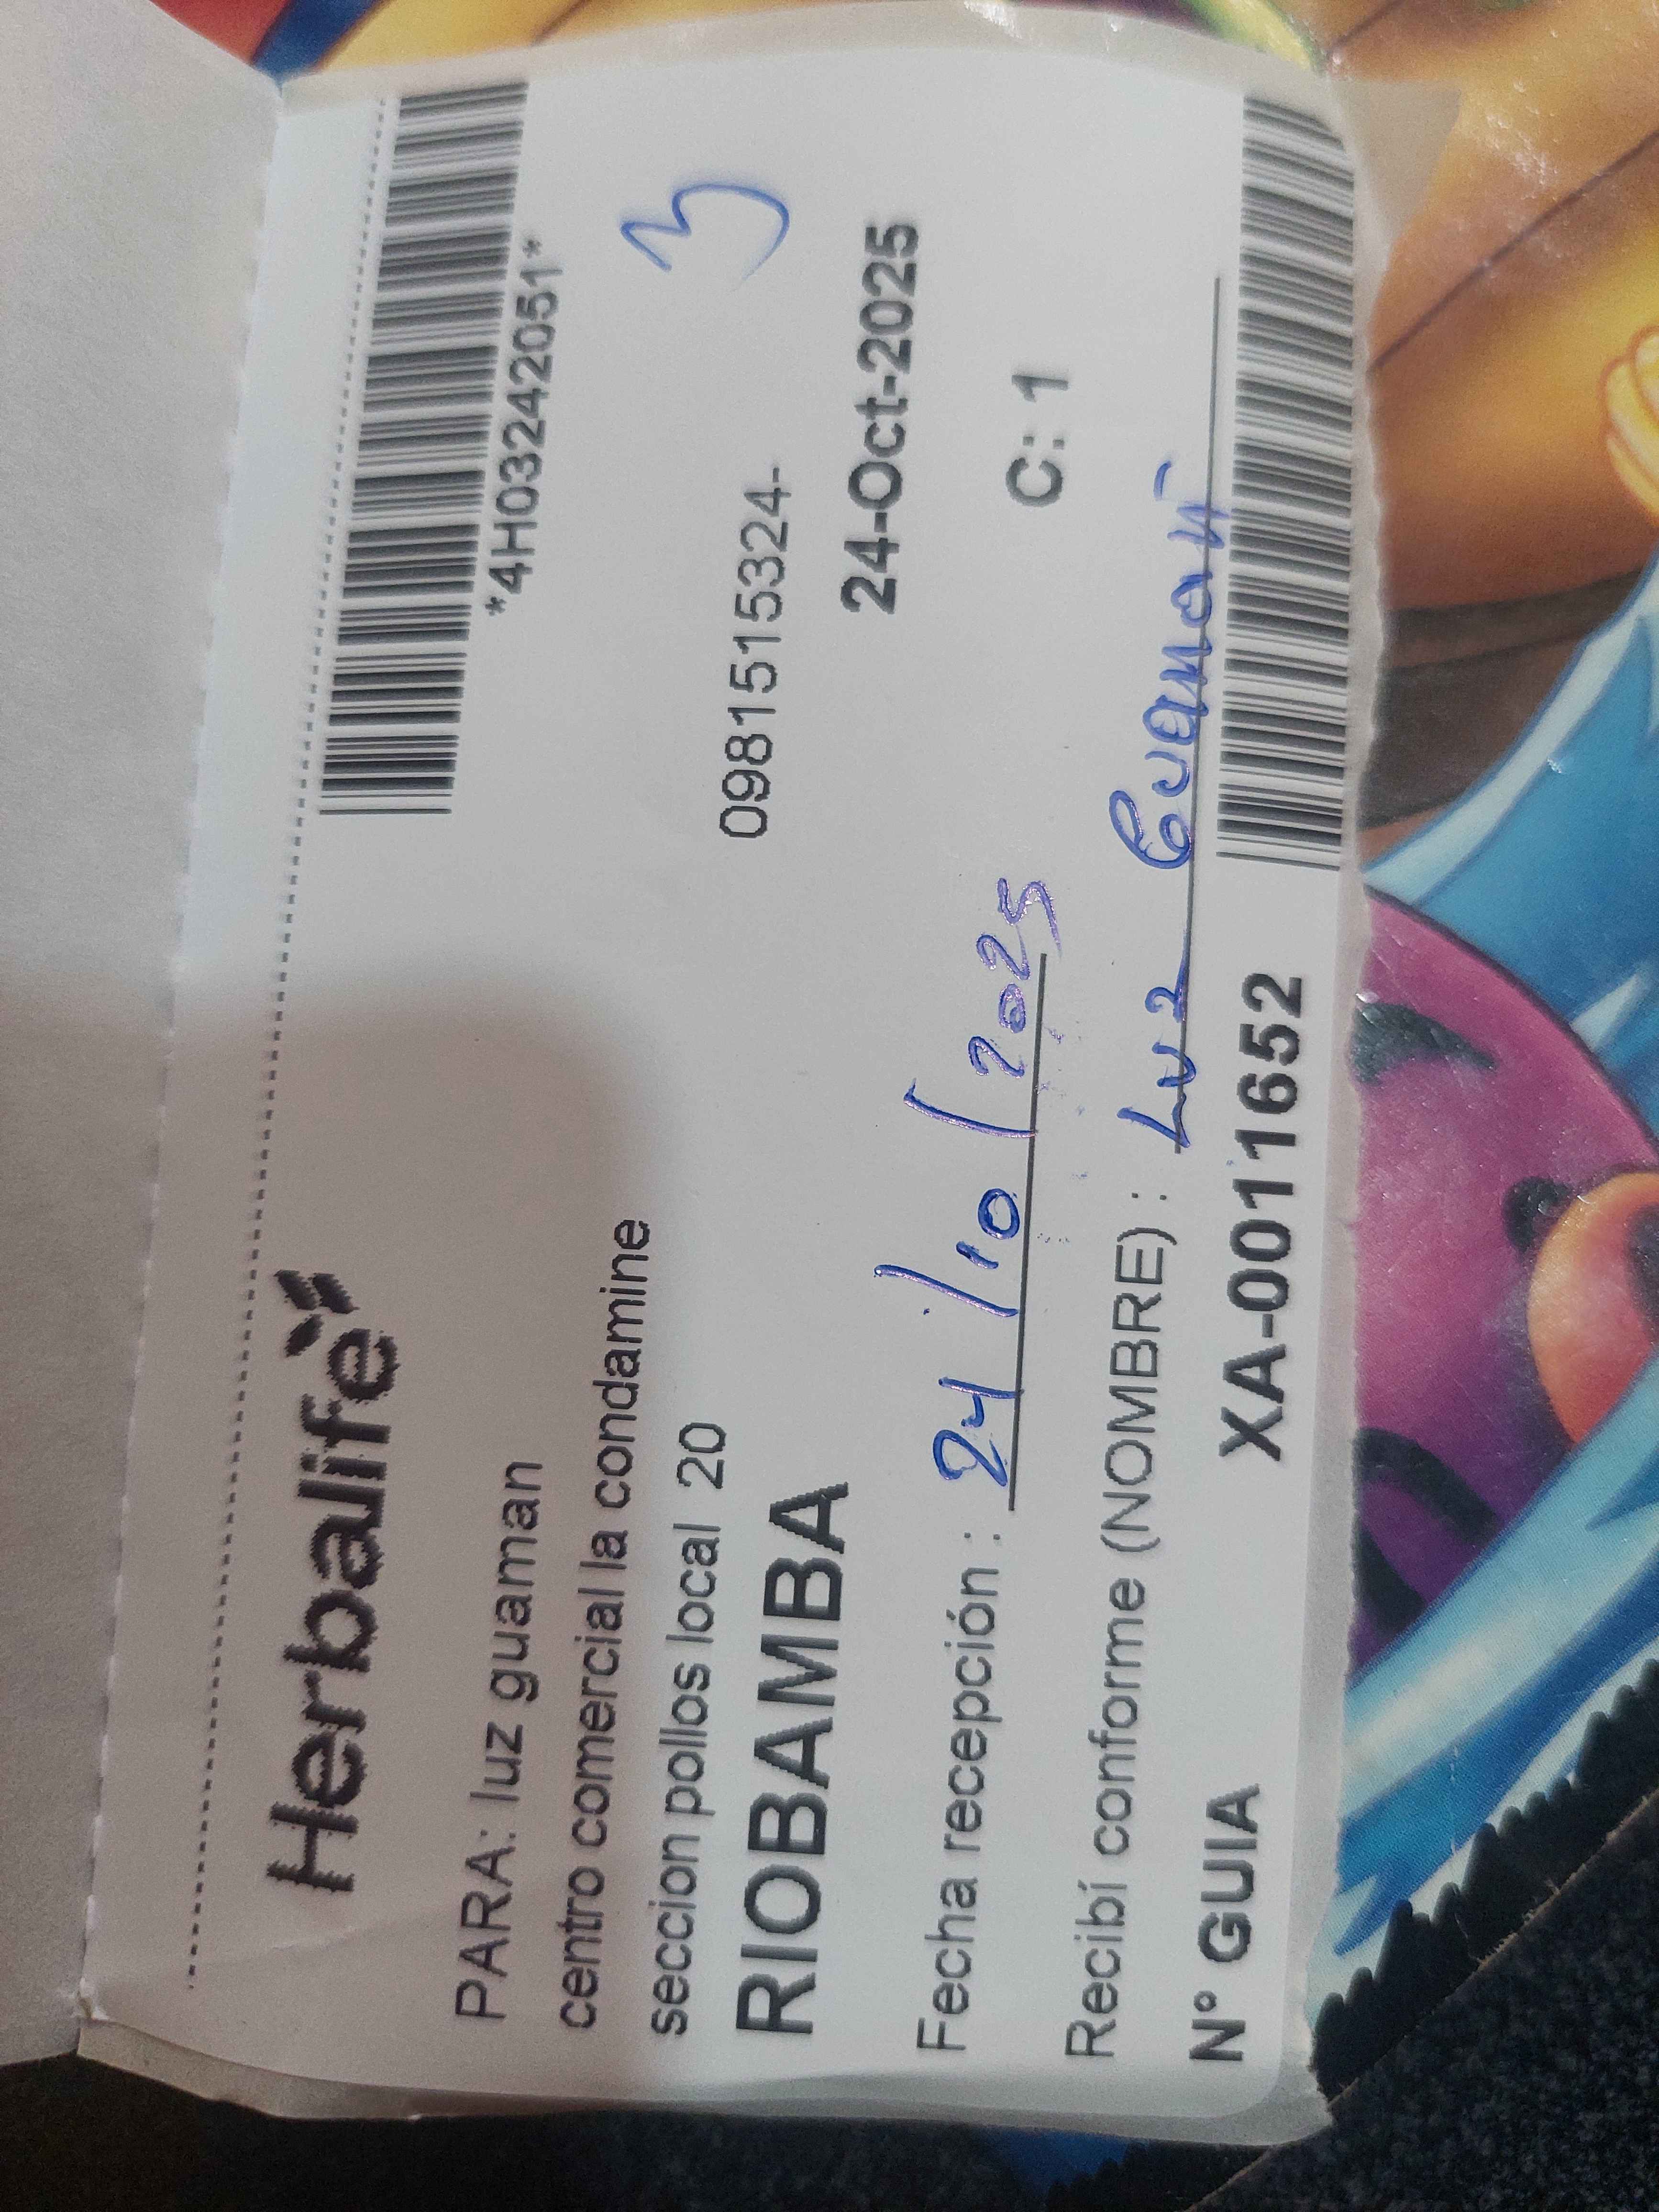 Herbalife
*4H03242051*
PARA: luz guaman
centro comercial la condamine
seccion pollos local 20
0981515324-
3
RIOBAMBA
24-Oct-2025
Fecha recepción : 24/10/2025
C: 1
Recibí conforme (NOMBRE) : Luz Guamán
N° GUIA XA-0011652